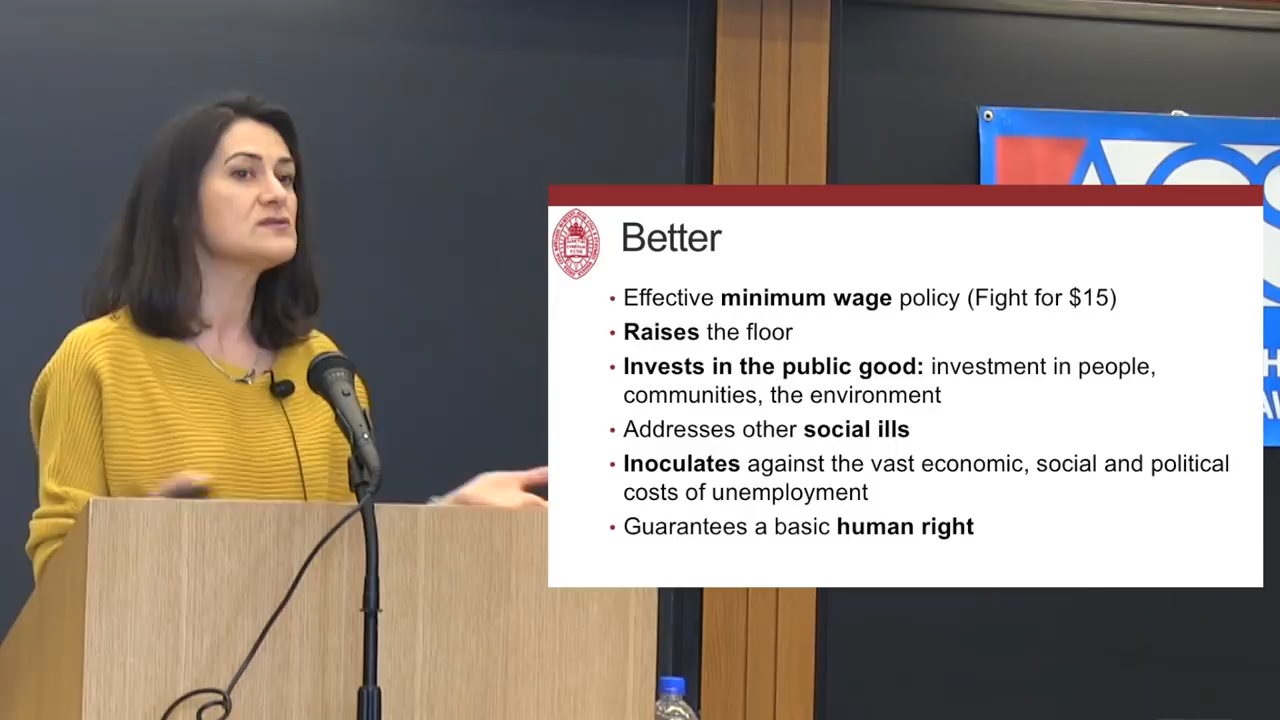 Better
• Effective minimum wage policy (Fight for $15)
• Raises the floor
• Invests in the public good: investment in people,
communities, the environment
• Addresses other social ills
• Inoculates against the vast economic, social and political
costs of unemployment
• Guarantees a basic human right